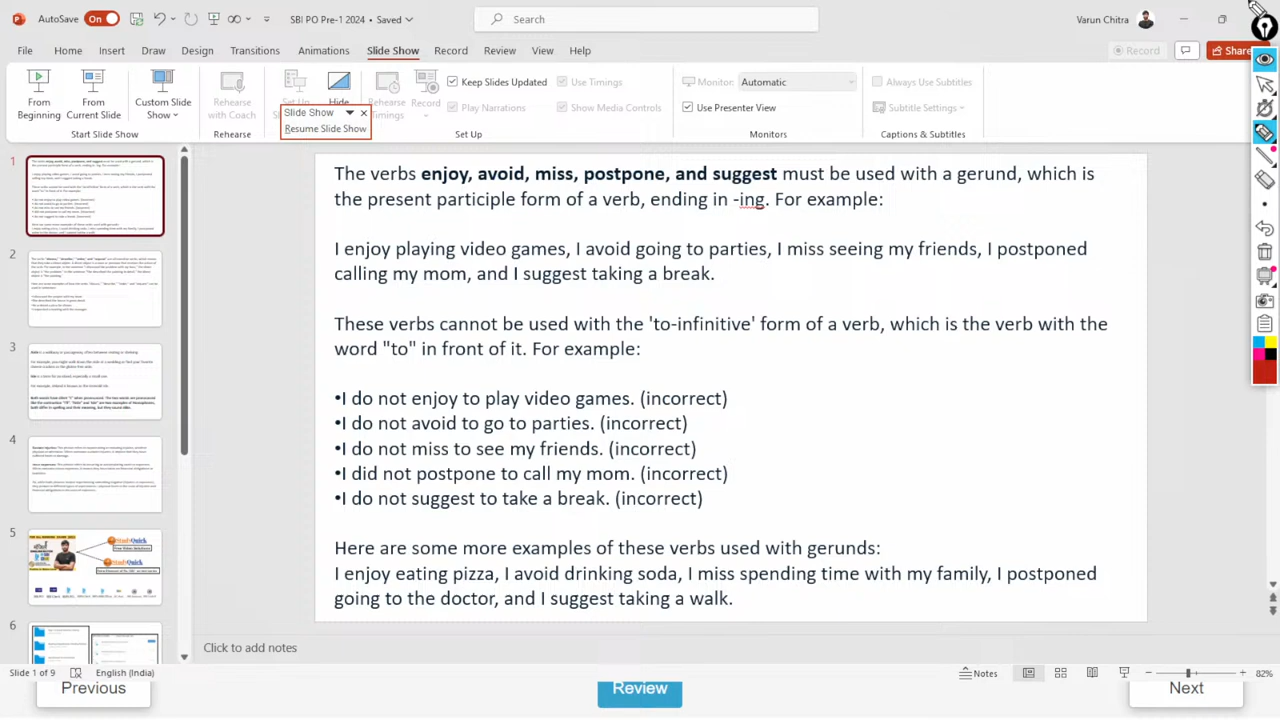 AutoSave On SBI PO Pre-1 2024 • Saved Search Varun Chitra
File Home Insert Draw Design Transitions Animations Slide Show Record Review View Help Record Share
From Beginning
From Current Slide
Custom Slide Show
Start Slide Show
Rehearse with Coach
Rehearse
Hide
Slide Show
Resume Slide Show
Rehearse Timings
Record
Keep Slides Updated Use Timings
Play Narrations Show Media Controls
Set Up
Monitor: Automatic
Use Presenter View
Monitors
Always Use Subtitles
Subtitle Settings
Captions & Subtitles
1
2
3
4
5
6
The verbs enjoy, avoid, miss, postpone, and suggest must be used with a gerund, which is
the present participle form of a verb, ending in -ing. For example:
I enjoy playing video games, I avoid going to parties, I miss seeing my friends, I postponed
calling my mom, and I suggest taking a break.
These verbs cannot be used with the 'to-infinitive' form of a verb, which is the verb with the
word "to" in front of it. For example:
•I do not enjoy to play video games. (incorrect)
•I do not avoid to go to parties. (incorrect)
•I do not miss to see my friends. (incorrect)
•I did not postpone to call my mom. (incorrect)
•I do not suggest to take a break. (incorrect)
Here are some more examples of these verbs used with gerunds:
I enjoy eating pizza, I avoid drinking soda, I miss spending time with my family, I postponed
going to the doctor, and I suggest taking a walk.
Click to add notes
Slide 1 of 9 English (India) Notes 82%
Previous Review Next